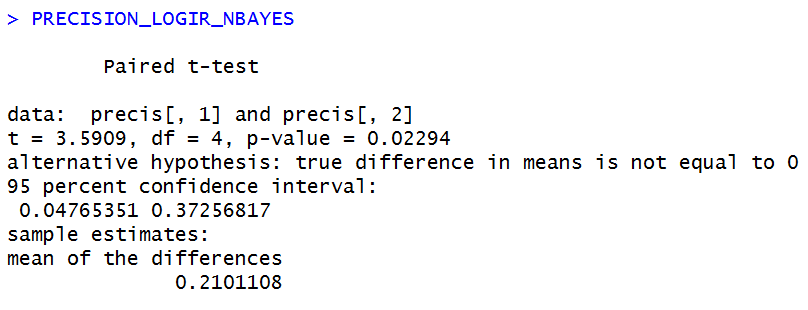 > PRECISION_LOGIR_NBAYES
Paired t-test
data:  precis[, 1] and precis[, 2]
t = 3.5909, df = 4, p-value = 0.02294
alternative hypothesis: true difference in means is not equal to 0
95 percent confidence interval:
0.04765351 0.37256817
sample estimates:
mean of the differences
0.2101108